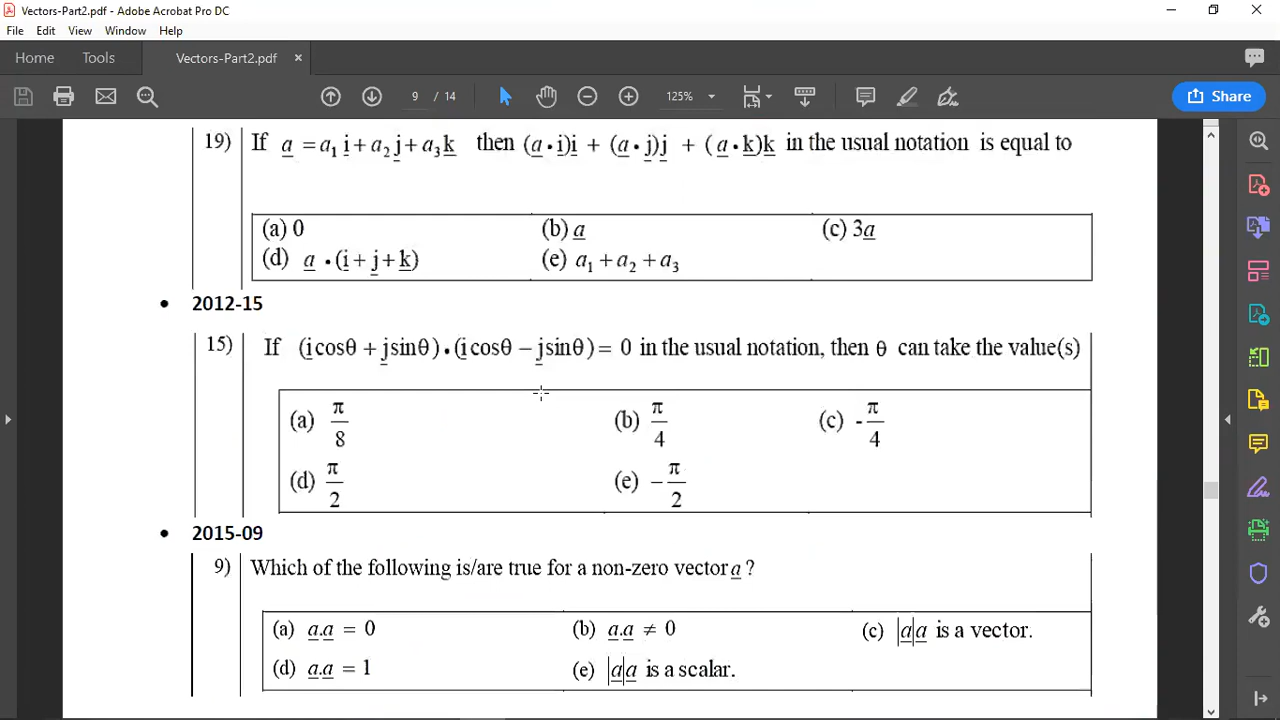 Vectors-Part2.pdf - Adobe Acrobat Pro DC
File Edit View Window Help
Home Tools Vectors-Part2.pdf ×
9 / 14 125% Share
19) If a = a₁ i + a₂ j + a₃ k then (a · i)i + (a · j)j + (a · k)k in the usual notation is equal to
(a) 0 (b) a (c) 3a
(d) a · (i + j + k) (e) a₁ + a₂ + a₃
• 2012-15
15) If (i cosθ + j sinθ) · (i cosθ − j sinθ) = 0 in the usual notation, then θ can take the value(s)
(a) π/8 (b) π/4 (c) -π/4
(d) π/2 (e) −π/2
• 2015-09
9) Which of the following is/are true for a non-zero vector a ?
(a) a.a = 0 (b) a.a ≠ 0 (c) |a|a is a vector.
(d) a.a = 1 (e) |a|a is a scalar.